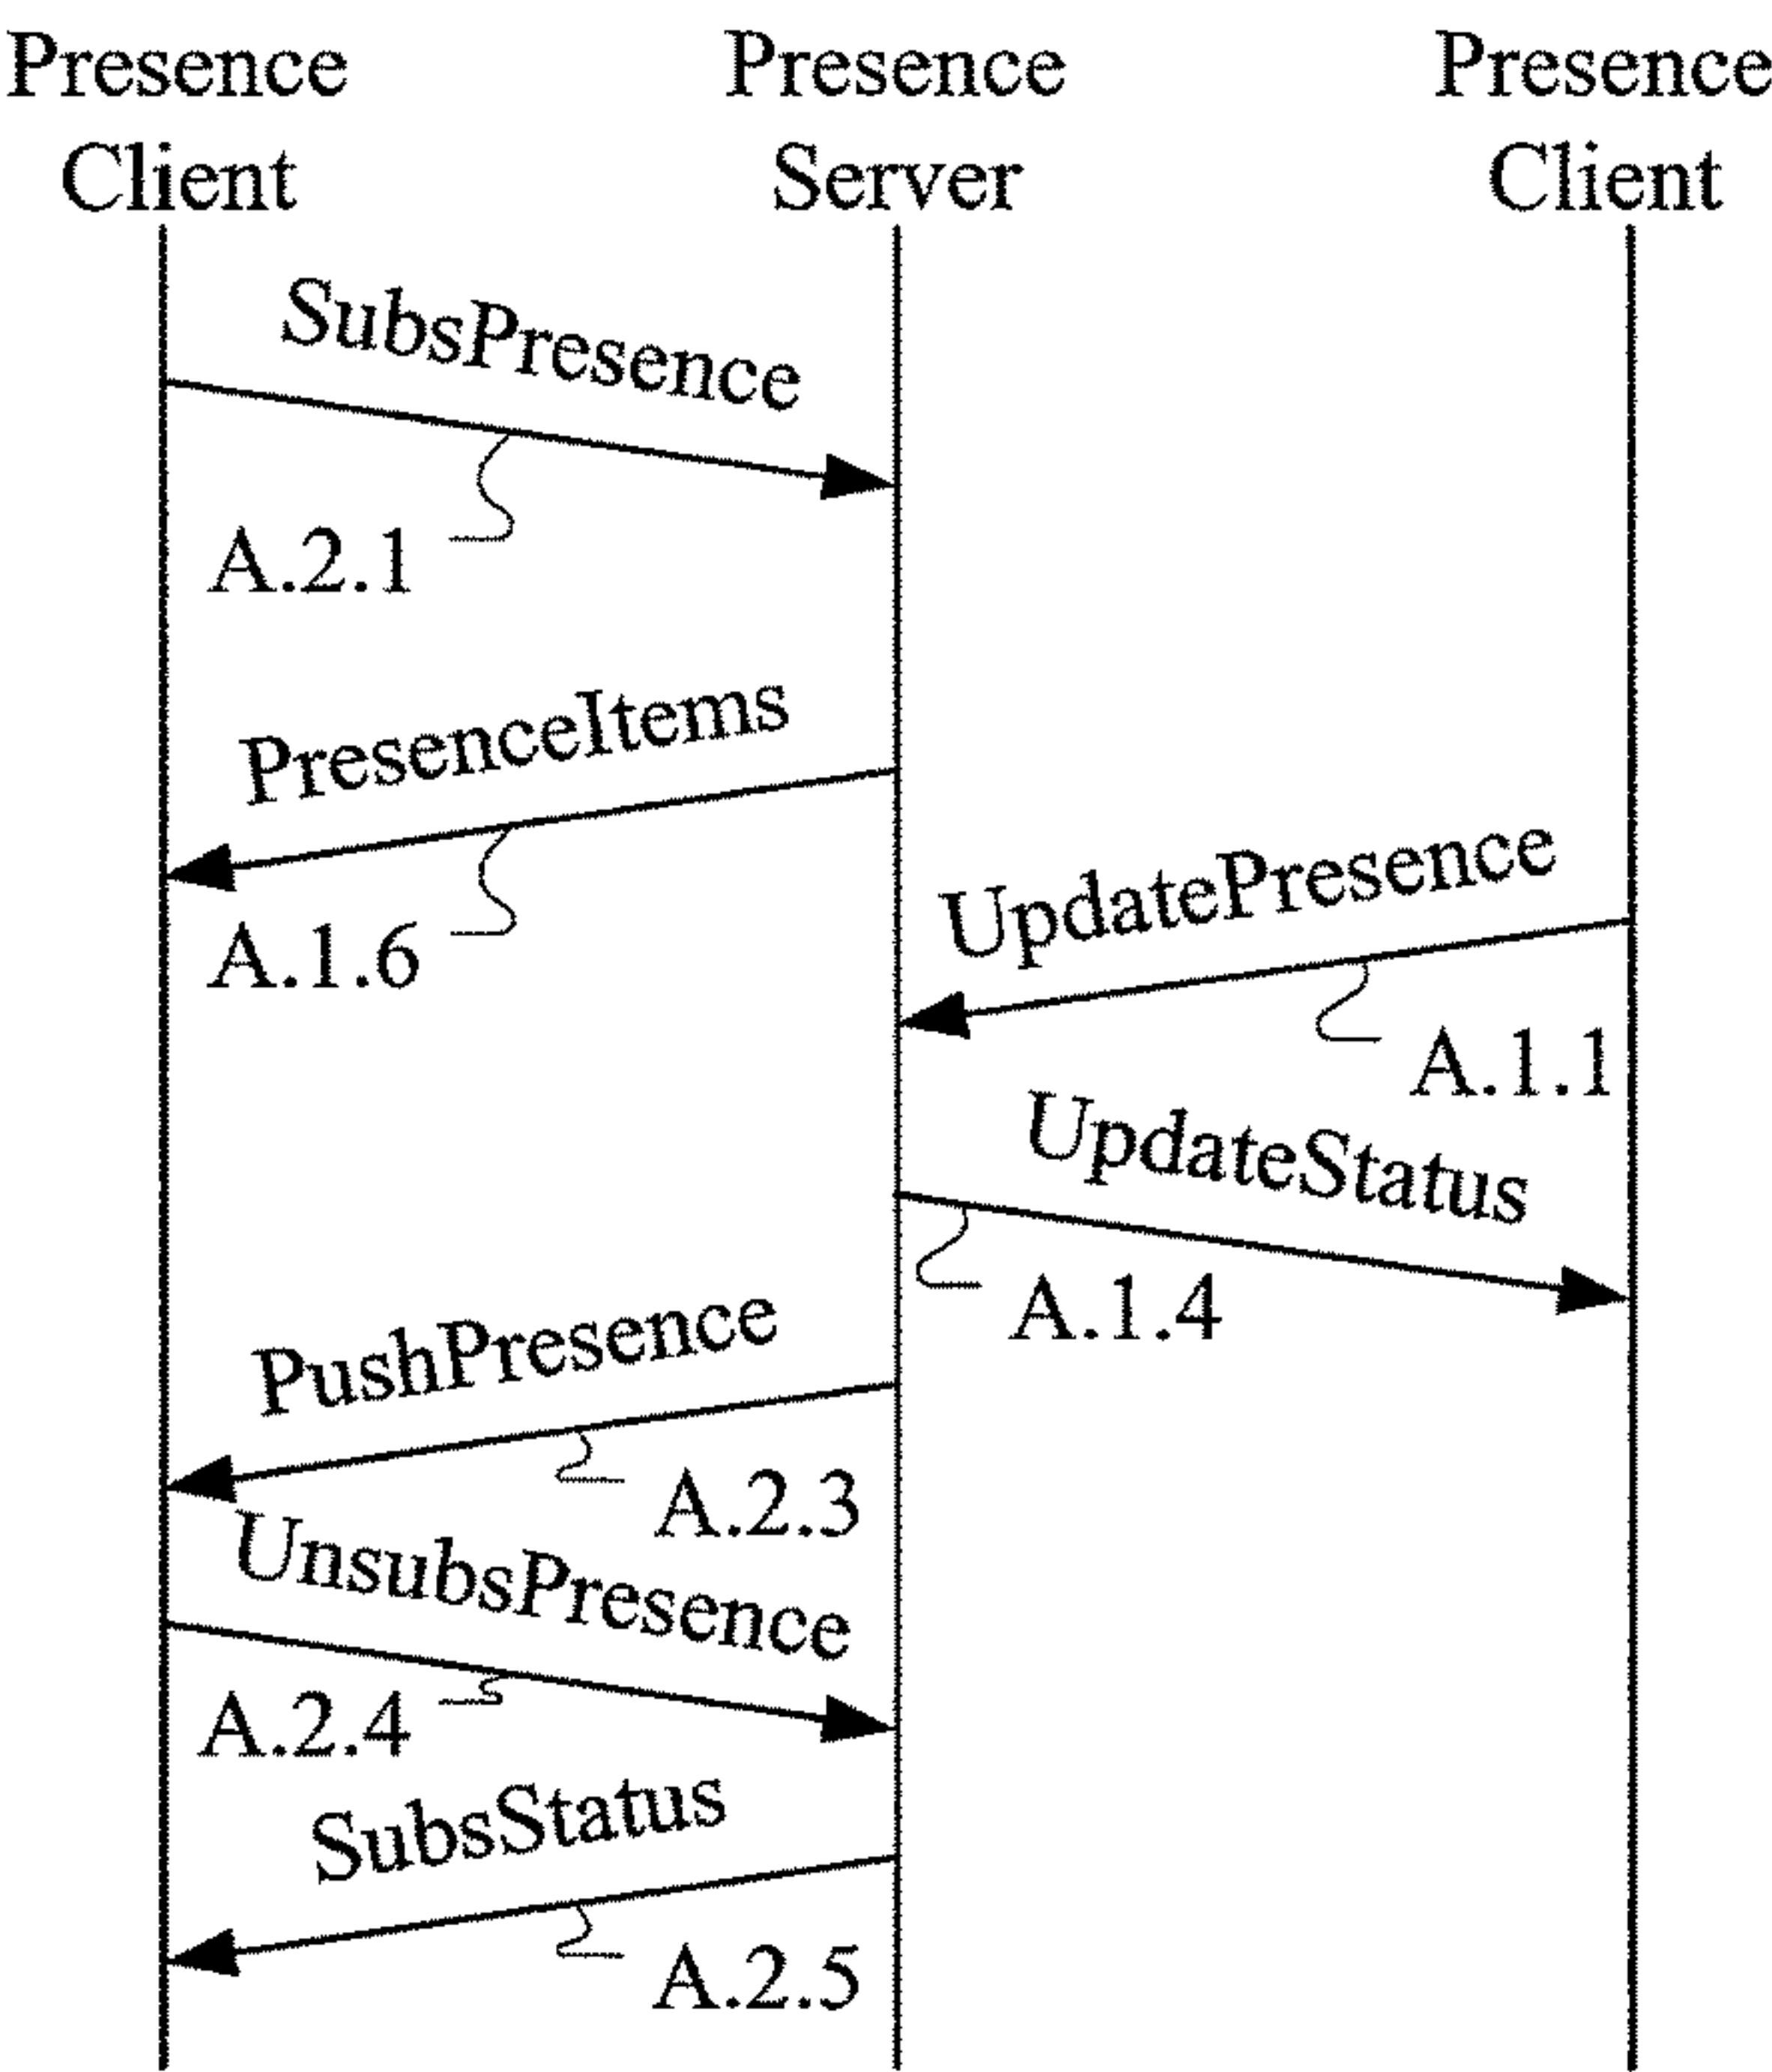 Presence
Client
Presence
Server
Presence
Client
SubsPresence
A.2.1
PresenceItems
A.1.6
UpdatePresence
A.1.1
UpdateStatus
A.1.4
PushPresence
A.2.3
UnsubsPresence
A.2.4
SubsStatus
A.2.5